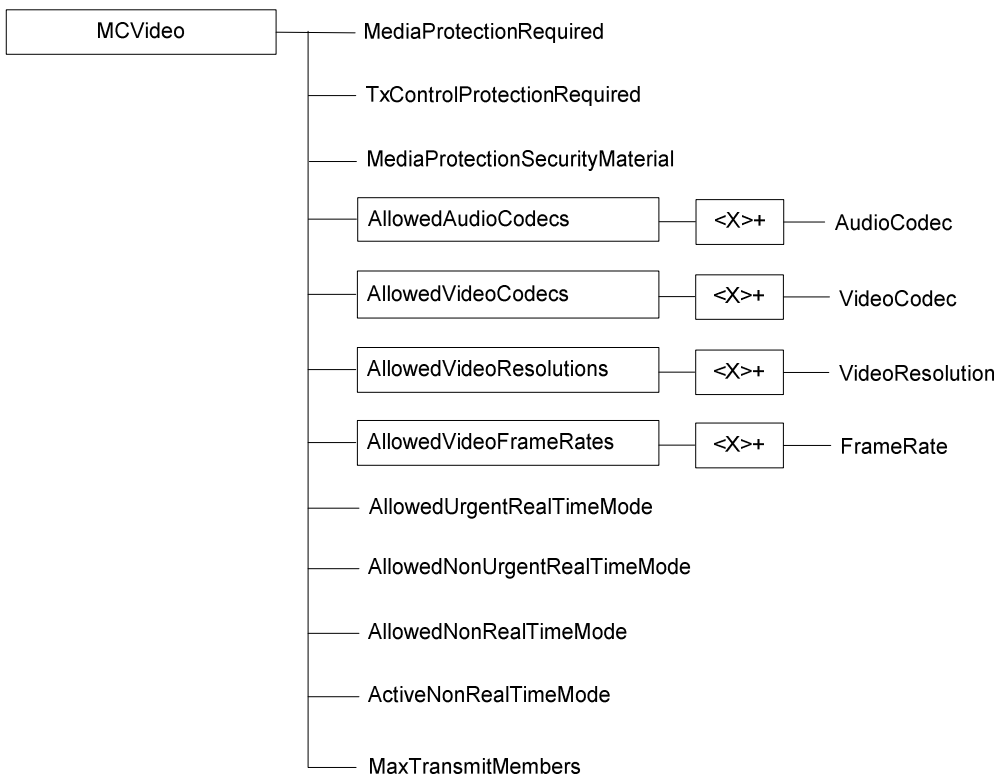 MCVideo
MediaProtectionRequired
TxControlProtectionRequired
MediaProtectionSecurityMaterial
AllowedAudioCodecs <X>+ AudioCodec
AllowedVideoCodecs <X>+ VideoCodec
AllowedVideoResolutions <X>+ VideoResolution
AllowedVideoFrameRates <X>+ FrameRate
AllowedUrgentRealTimeMode
AllowedNonUrgentRealTimeMode
AllowedNonRealTimeMode
ActiveNonRealTimeMode
MaxTransmitMembers